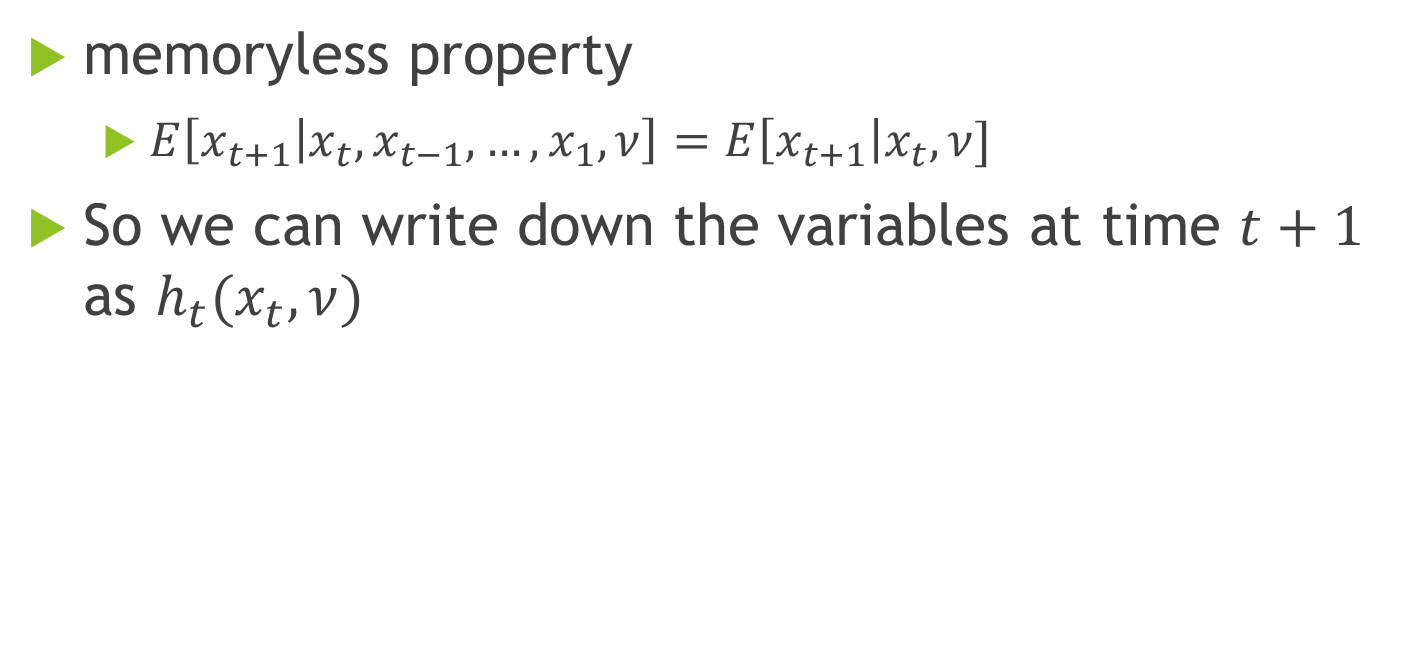 memoryless property
E[x_{t+1}|x_t, x_{t−1}, …, x_1, ν] = E[x_{t+1}|x_t, ν]
So we can write down the variables at time t + 1
as h_t(x_t, ν)